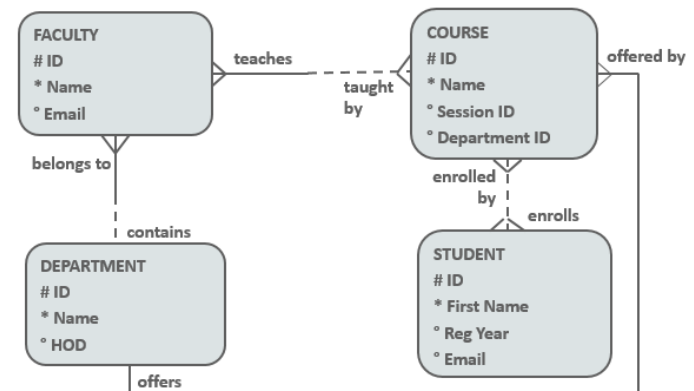 FACULTY
# ID
* Name
° Email
teaches
taught
by
COURSE
# ID
* Name
° Session ID
° Department ID
offered by
belongs to
contains
enrolled
by
enrolls
DEPARTMENT
# ID
* Name
° HOD
offers
STUDENT
# ID
* First Name
° Reg Year
° Email